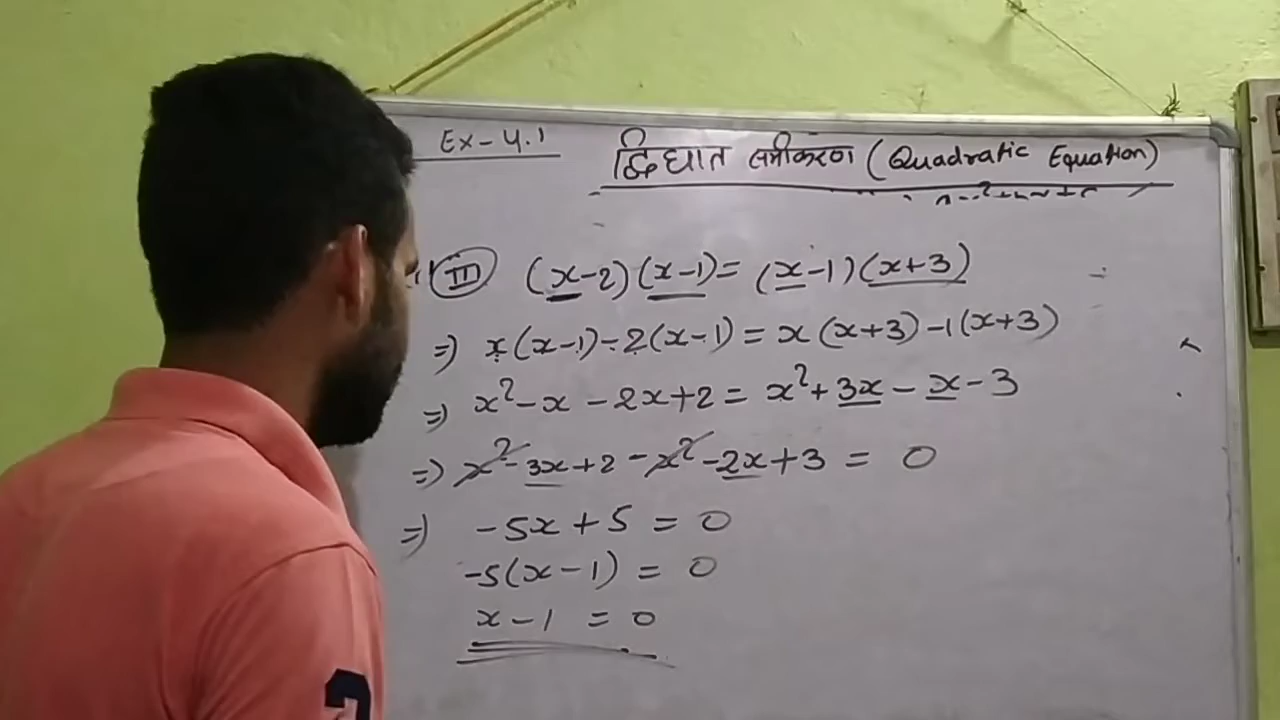 Ex-4.1
द्विघात समीकरण (Quadratic Equation)
III (x-2)(x-1)= (x-1)(x+3)
=) x(x-1)-2(x-1)= x(x+3)-1(x+3)
=) x²-x-2x+2= x²+3x-x-3
=) x²-3x+2-x²-2x+3 = 0
=) -5x+5 = 0
-5(x-1) = 0
x-1 = 0